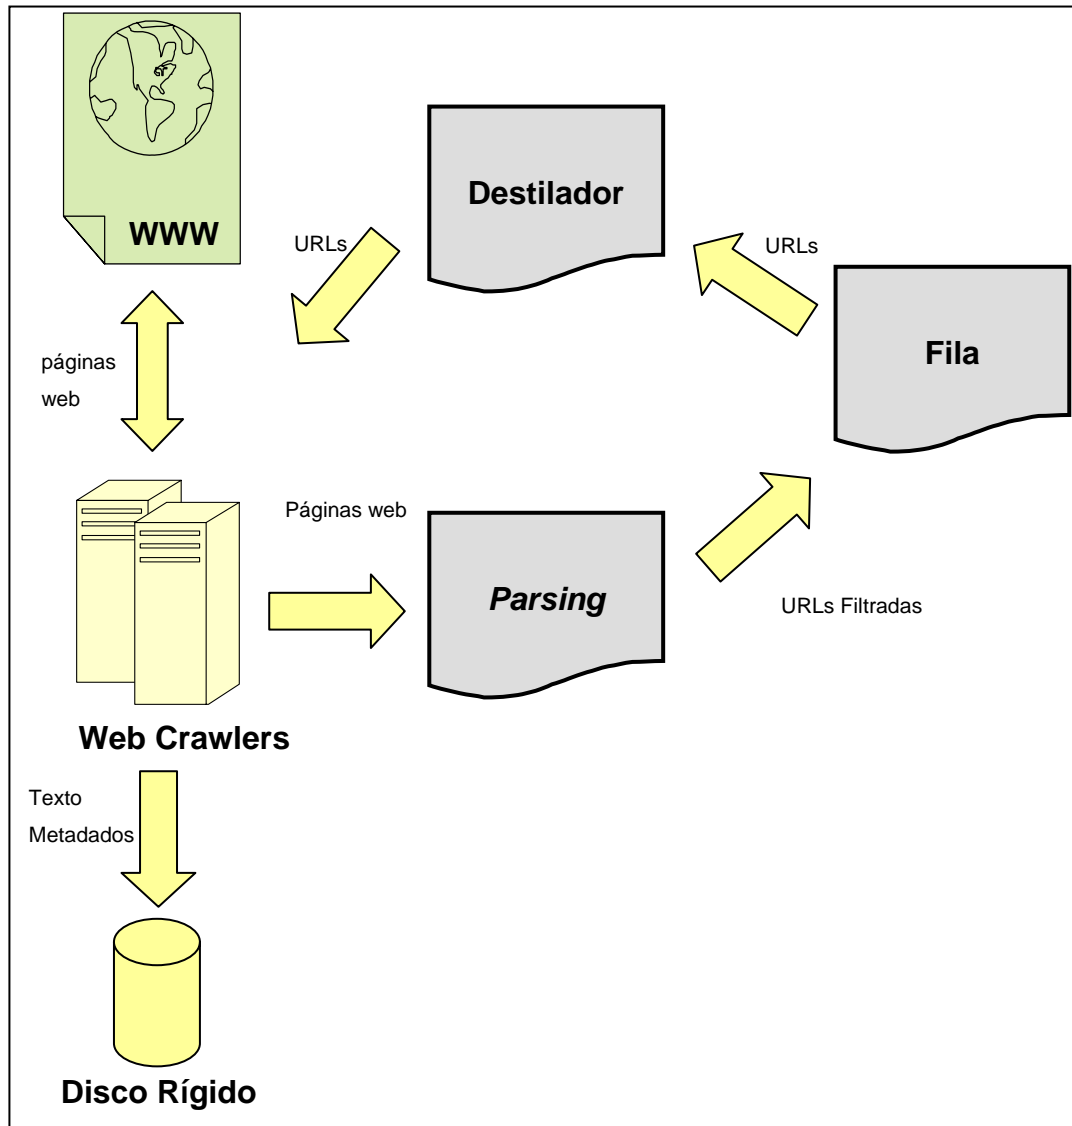 WWW
Destilador
URLs
URLs
Fila
páginas
web
Páginas web
Parsing
URLs Filtradas
Web Crawlers
Texto
Metadados
Disco Rígido